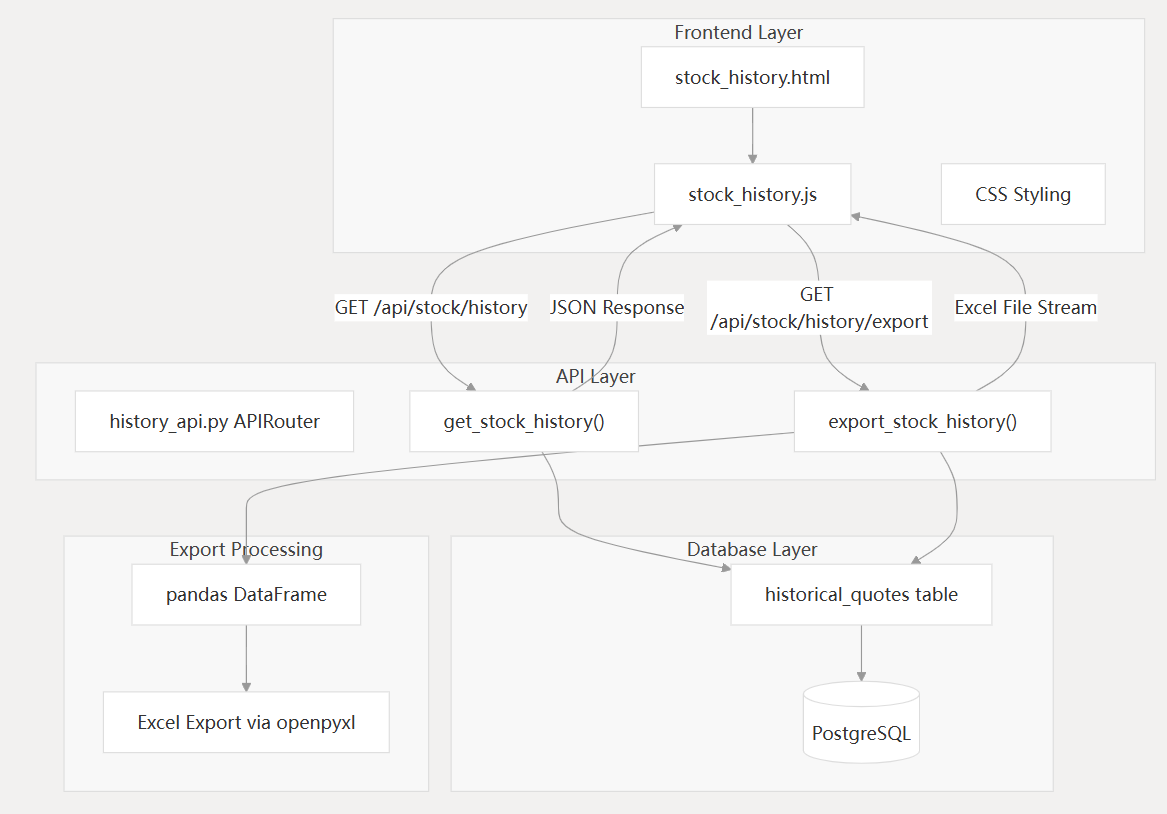 Frontend Layer
stock_history.html
stock_history.js
CSS Styling
GET /api/stock/history
JSON Response
GET
/api/stock/history/export
Excel File Stream
API Layer
history_api.py APIRouter
get_stock_history()
export_stock_history()
Export Processing
Database Layer
pandas DataFrame
historical_quotes table
Excel Export via openpyxl
PostgreSQL